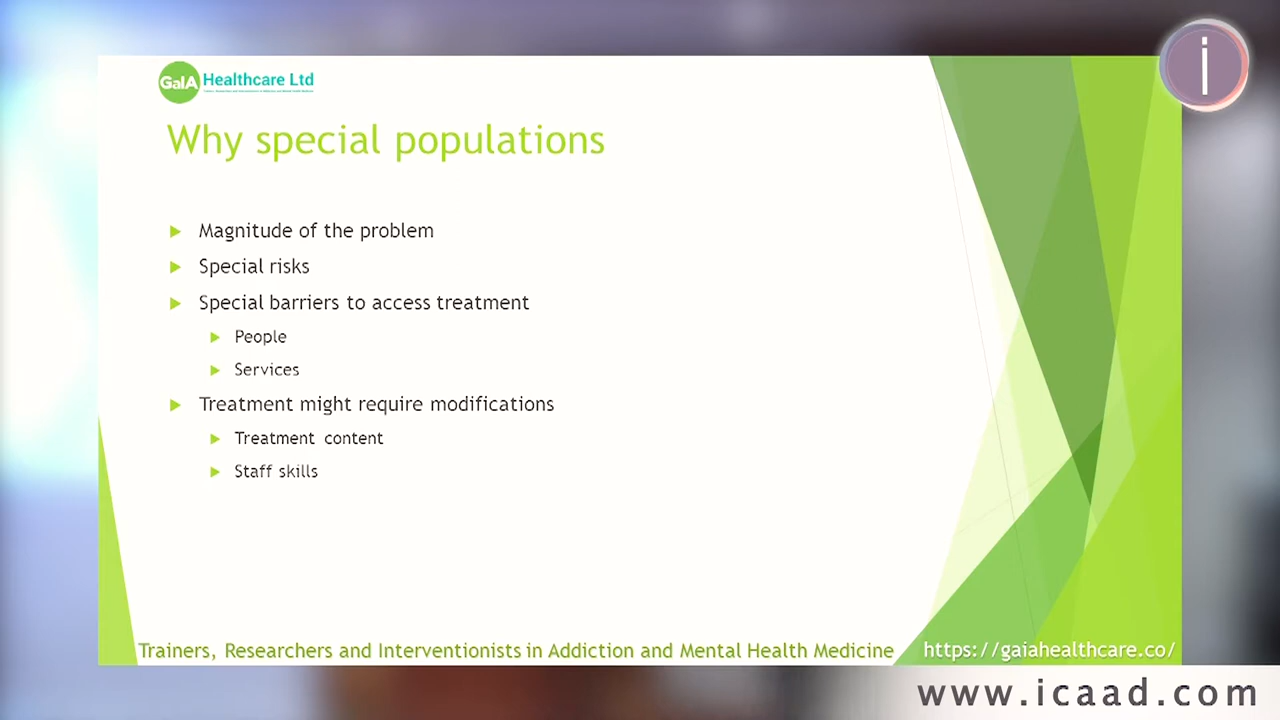 i
GaIA Healthcare Ltd
Why special populations
Magnitude of the problem
Special risks
Special barriers to access treatment
People
Services
Treatment might require modifications
Treatment content
Staff skills
Trainers, Researchers and Interventionists in Addiction and Mental Health Medicine https://gaiahealthcare.co/
www.icaad.com